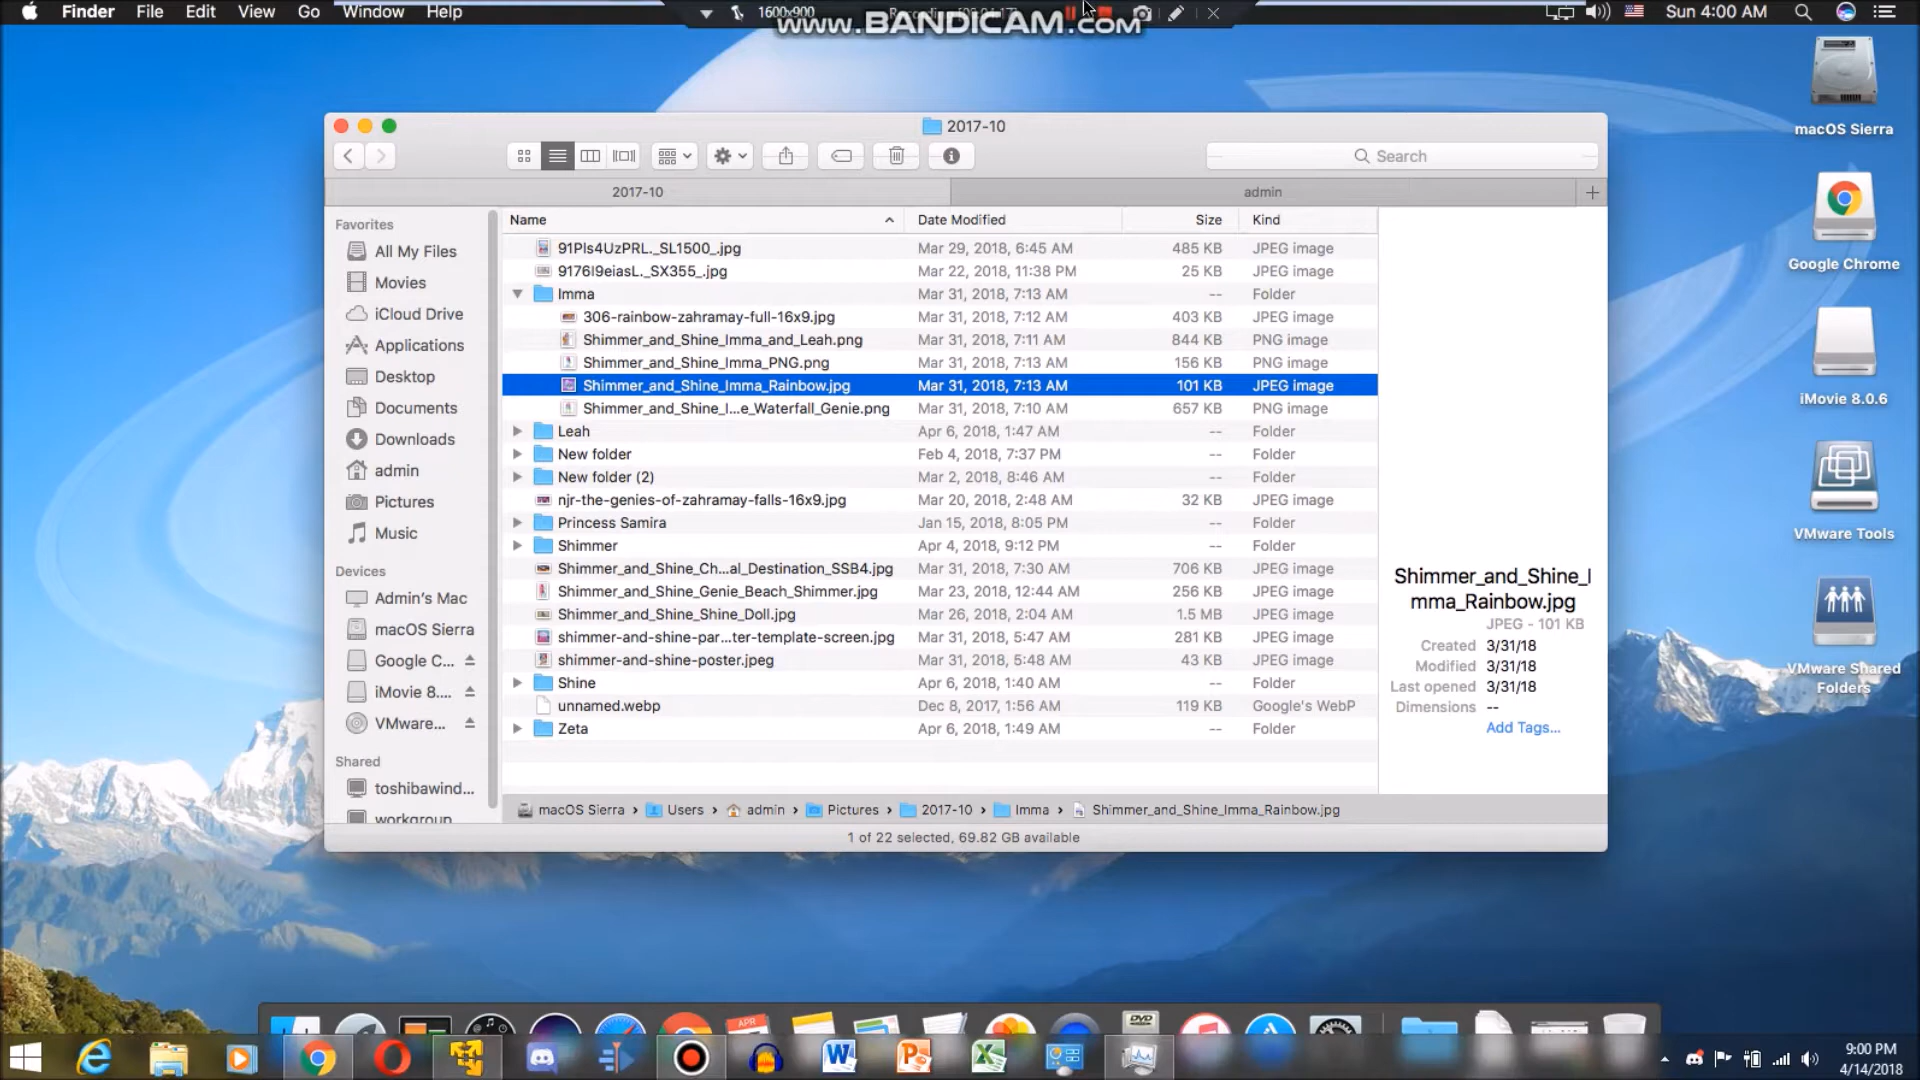 Finder File Edit View Go Window Help
1600x900
www.BANDICAM.com
Sun 4:00 AM
2017-10
Search
2017-10
admin
Favorites
All My Files
Movies
iCloud Drive
Applications
Desktop
Documents
Downloads
admin
Pictures
Music
Devices
Admin's Mac
macOS Sierra
Google C...
iMovie 8....
VMware...
Shared
toshibawind...
workgroup
Name Date Modified Size Kind
91PIs4UzPRL._SL1500_.jpg Mar 29, 2018, 6:45 AM 485 KB JPEG image
9176I9eiasL._SX355_.jpg Mar 22, 2018, 11:38 PM 25 KB JPEG image
Imma Mar 31, 2018, 7:13 AM -- Folder
306-rainbow-zahramay-full-16x9.jpg Mar 31, 2018, 7:12 AM 403 KB JPEG image
Shimmer_and_Shine_Imma_and_Leah.png Mar 31, 2018, 7:11 AM 844 KB PNG image
Shimmer_and_Shine_Imma_PNG.png Mar 31, 2018, 7:13 AM 156 KB PNG image
Shimmer_and_Shine_Imma_Rainbow.jpg Mar 31, 2018, 7:13 AM 101 KB JPEG image
Shimmer_and_Shine_I...e_Waterfall_Genie.png Mar 31, 2018, 7:10 AM 657 KB PNG image
Leah Apr 6, 2018, 1:47 AM -- Folder
New folder Feb 4, 2018, 7:37 PM -- Folder
New folder (2) Mar 2, 2018, 8:46 AM -- Folder
njr-the-genies-of-zahramay-falls-16x9.jpg Mar 20, 2018, 2:48 AM 32 KB JPEG image
Princess Samira Jan 15, 2018, 8:05 PM -- Folder
Shimmer Apr 4, 2018, 9:12 PM -- Folder
Shimmer_and_Shine_Ch...al_Destination_SSB4.jpg Mar 31, 2018, 7:30 AM 706 KB JPEG image
Shimmer_and_Shine_Genie_Beach_Shimmer.jpg Mar 23, 2018, 12:44 AM 256 KB JPEG image
Shimmer_and_Shine_Shine_Doll.jpg Mar 26, 2018, 2:04 AM 1.5 MB JPEG image
shimmer-and-shine-par...ter-template-screen.jpg Mar 31, 2018, 5:47 AM 281 KB JPEG image
shimmer-and-shine-poster.jpeg Mar 31, 2018, 5:48 AM 43 KB JPEG image
Shine Apr 6, 2018, 1:40 AM -- Folder
unnamed.webp Dec 8, 2017, 1:56 AM 119 KB Google's WebP
Zeta Apr 6, 2018, 1:49 AM -- Folder
Shimmer_and_Shine_I
mma_Rainbow.jpg
JPEG - 101 KB
Created 3/31/18
Modified 3/31/18
Last opened 3/31/18
Dimensions --
Add Tags...
macOS Sierra › Users › admin › Pictures › 2017-10 › Imma › Shimmer_and_Shine_Imma_Rainbow.jpg
1 of 22 selected, 69.82 GB available
macOS Sierra
Google Chrome
iMovie 8.0.6
VMware Tools
VMware Shared
Folders
APR
DVD
9:00 PM
4/14/2018